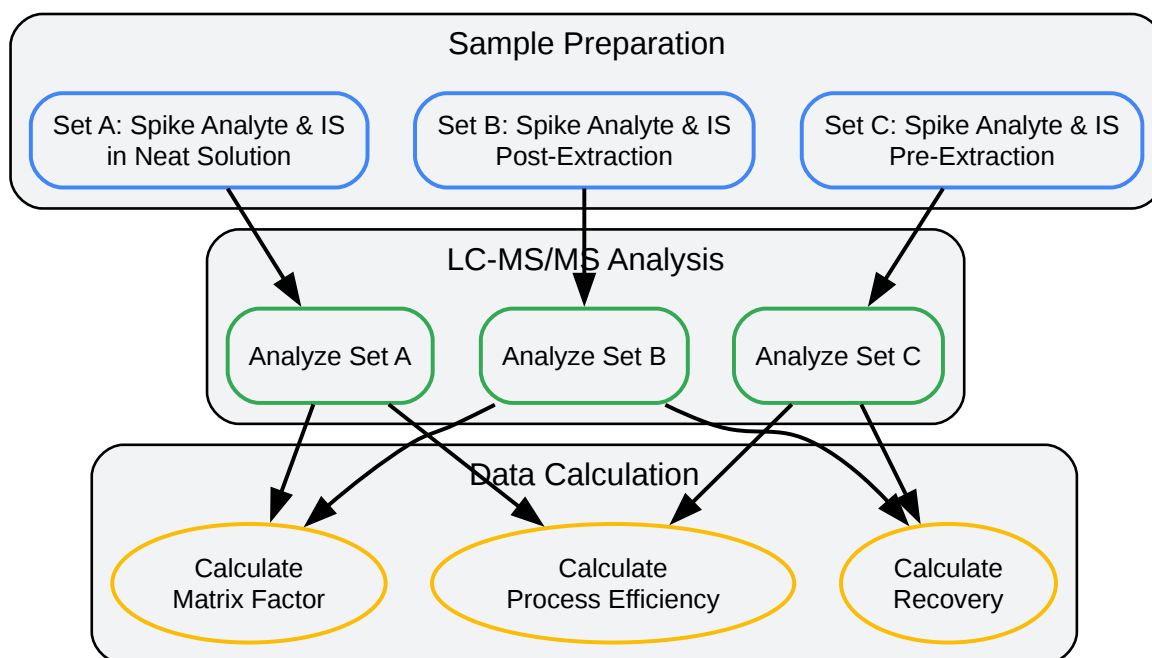 Sample Preparation
Set A: Spike Analyte & IS
in Neat Solution
Set B: Spike Analyte & IS
Post-Extraction
Set C: Spike Analyte & IS
Pre-Extraction
LC-MS/MS Analysis
Analyze Set A
Analyze Set B
Analyze Set C
Data Calculation
Calculate
Matrix Factor
Calculate
Process Efficiency
Calculate
Recovery